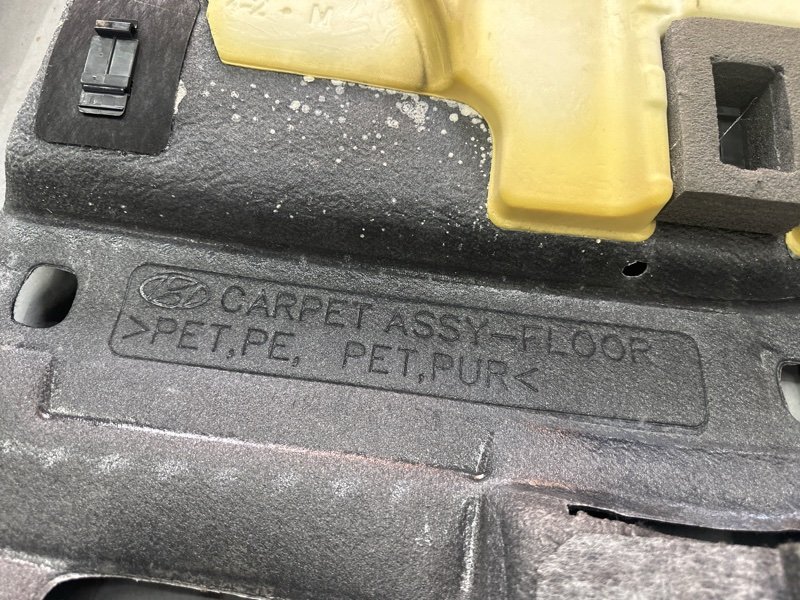 CARPET ASSY-FLOOR
>PET,PE, PET,PUR<